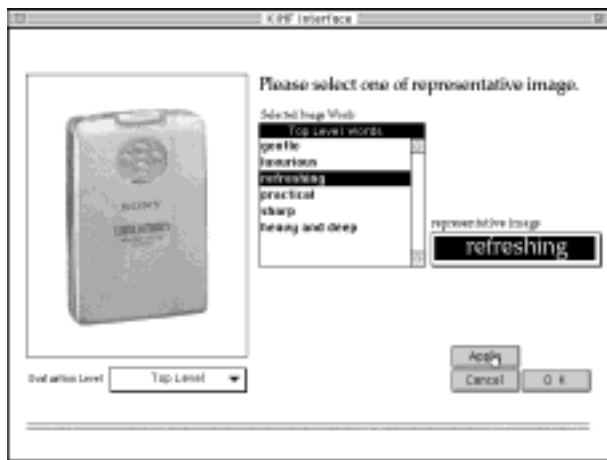 KIMF Interface
Please select one of representative image.
Selected Image Words
Top Level words
gentle
luxurious
refreshing
practical
sharp
heavy and deep
SONY
representative image
refreshing
Apply
Evaluation Level
Top Level
Cancel
O K